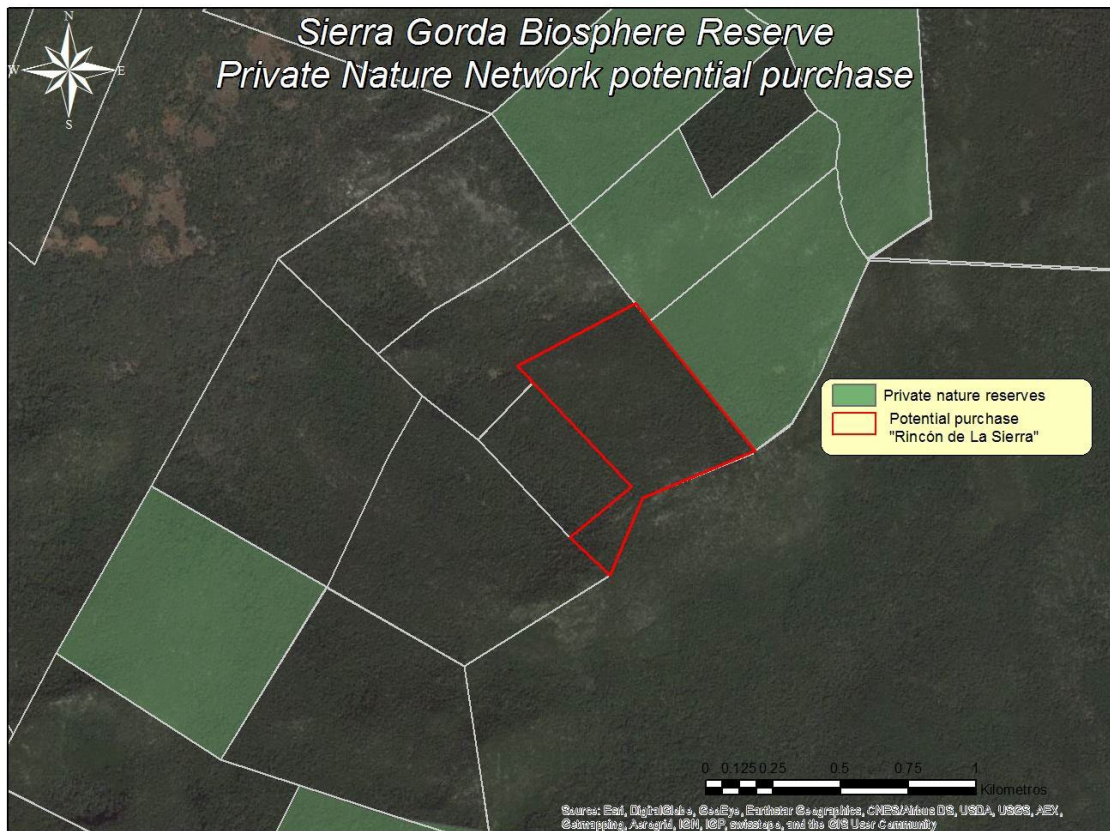 Sierra Gorda Biosphere Reserve
Private Nature Network potential purchase
N
W
E
S
Private nature reserves
Potential purchase
"Rincón de La Sierra"
0 0.125 0.25 0.5 0.75 1
Kilometros
Source: Esri, DigitalGlobe, GeoEye, Earthstar Geographics, CNES/Airbus DS, USDA, USGS, AEX,
Getmapping, Aerogrid, IGN, IGP, swisstopo, and the GIS User Community